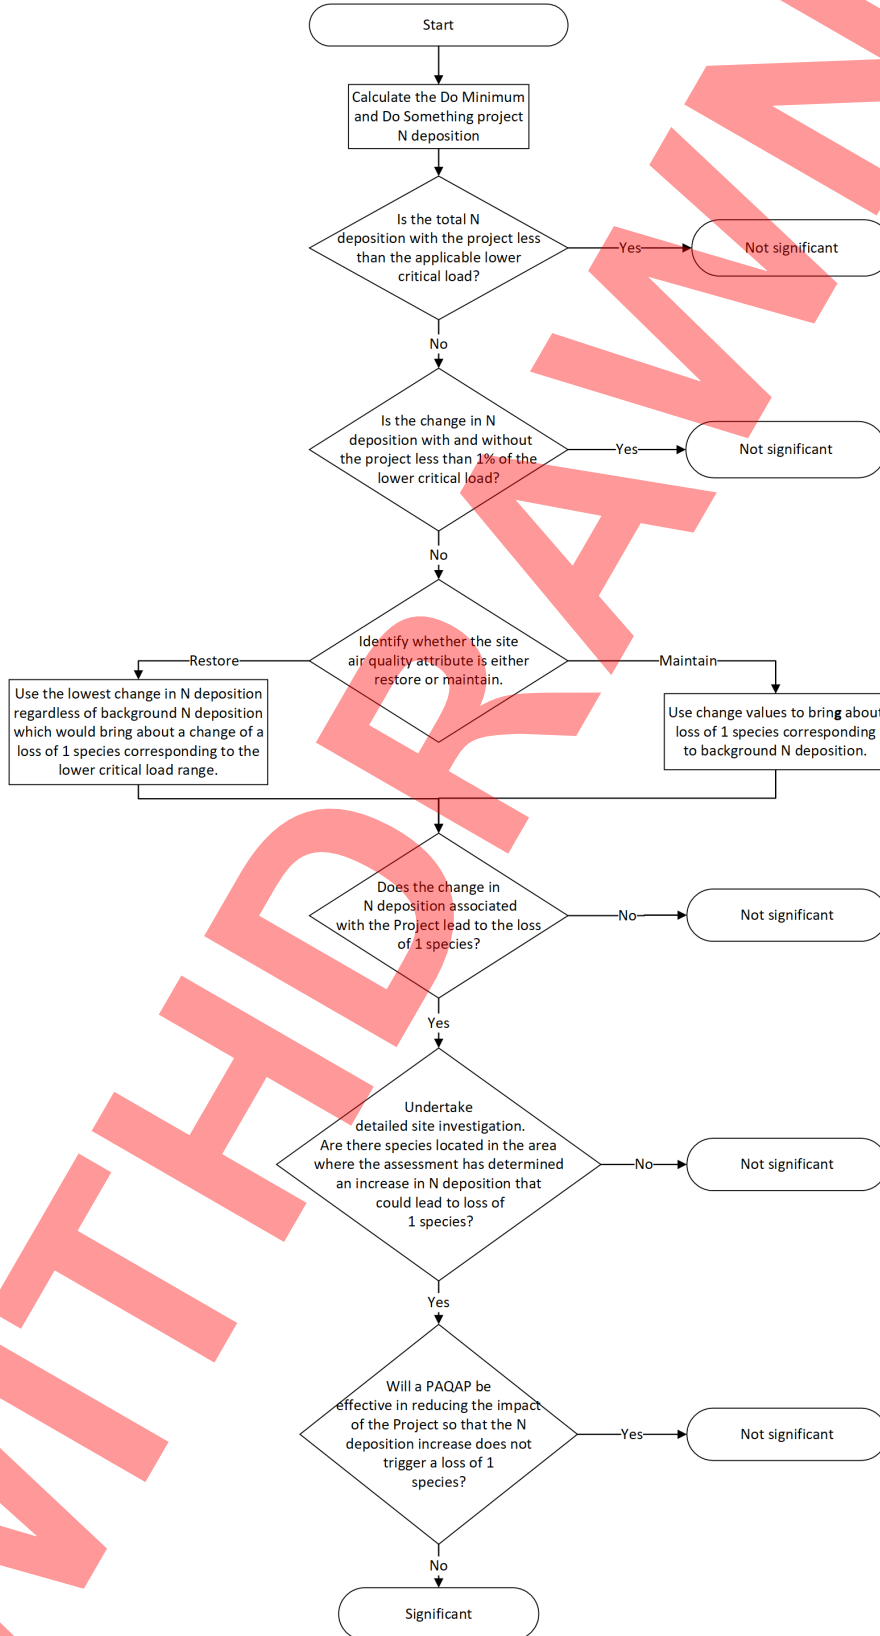 Start
Calculate the Do Minimum
and Do Something project
N deposition
Is the total N
deposition with the project less
than the applicable lower
critical load?
Yes
Not significant
No
Is the change in N
deposition with and without
the project less than 1% of the
lower critical load?
Yes
Not significant
No
Identify whether the site
air quality attribute is either
restore or maintain.
Restore
Maintain
Use the lowest change in N deposition
regardless of background N deposition
which would bring about a change of a
loss of 1 species corresponding to the
lower critical load range.
Use change values to bring about
loss of 1 species corresponding
to background N deposition.
Does the change in
N deposition associated
with the Project lead to the loss
of 1 species?
No
Not significant
Yes
Undertake
detailed site investigation.
Are there species located in the area
where the assessment has determined
an increase in N deposition that
could lead to loss of
1 species?
No
Not significant
Yes
Will a PAQAP be
effective in reducing the impact
of the Project so that the N
deposition increase does not
trigger a loss of 1
species?
Yes
Not significant
No
Significant
WITHDRAWN